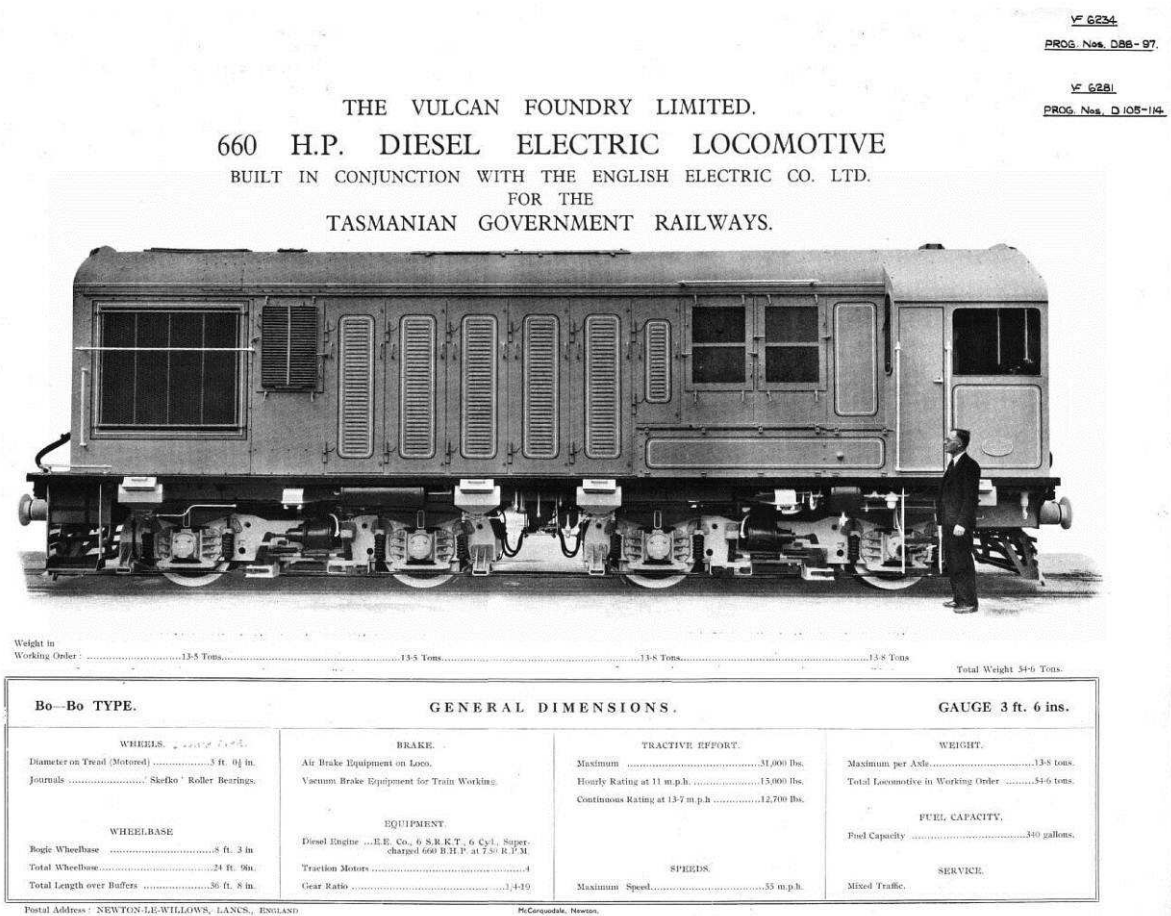 VF 6234
PROG. Nos. D88-97.
VF 6281
PROG. Nos. D105-114
THE VULCAN FOUNDRY LIMITED.
660 H.P. DIESEL ELECTRIC LOCOMOTIVE
BUILT IN CONJUNCTION WITH THE ENGLISH ELECTRIC CO. LTD.
FOR THE
TASMANIAN GOVERNMENT RAILWAYS.
Weight in
Working Order : 13·5 Tons 13·5 Tons 13·8 Tons 13·8 Tons
Total Weight 54·6 Tons.
Bo—Bo TYPE. GENERAL DIMENSIONS. GAUGE 3 ft. 6 ins.
WHEELS.
Diameter on Tread (Motored) 3 ft. 0½ in.
Journals ' Skefko ' Roller Bearings.
WHEELBASE
Bogie Wheelbase 8 ft. 3 in
Total Wheelbase 24 ft. 9in.
Total Length over Buffers 36 ft. 8 in.
BRAKE.
Air Brake Equipment on Loco.
Vacuum Brake Equipment for Train Working.
EQUIPMENT.
Diesel Engine ...E.E. Co., 6 S.R.K.T., 6 Cyl., Super-
charged 660 B.H.P. at 750 R.P.M.
Traction Motors 4
Gear Ratio
TRACTIVE EFFORT.
Maximum 31,000 lbs.
Hourly Rating at 11 m.p.h. 15,000 lbs.
Continuous Rating at 13·7 m.p.h 12,700 lbs.
SPEEDS.
Maximum Speed 55 m.p.h.
WEIGHT.
Maximum per Axle 13·8 tons.
Total Locomotive in Working Order 54·6 tons.
FUEL CAPACITY.
Fuel Capacity 340 gallons.
SERVICE.
Mixed Traffic.
Postal Address : NEWTON-LE-WILLOWS, LANCS., ENGLAND
McCorquodale, Newton.